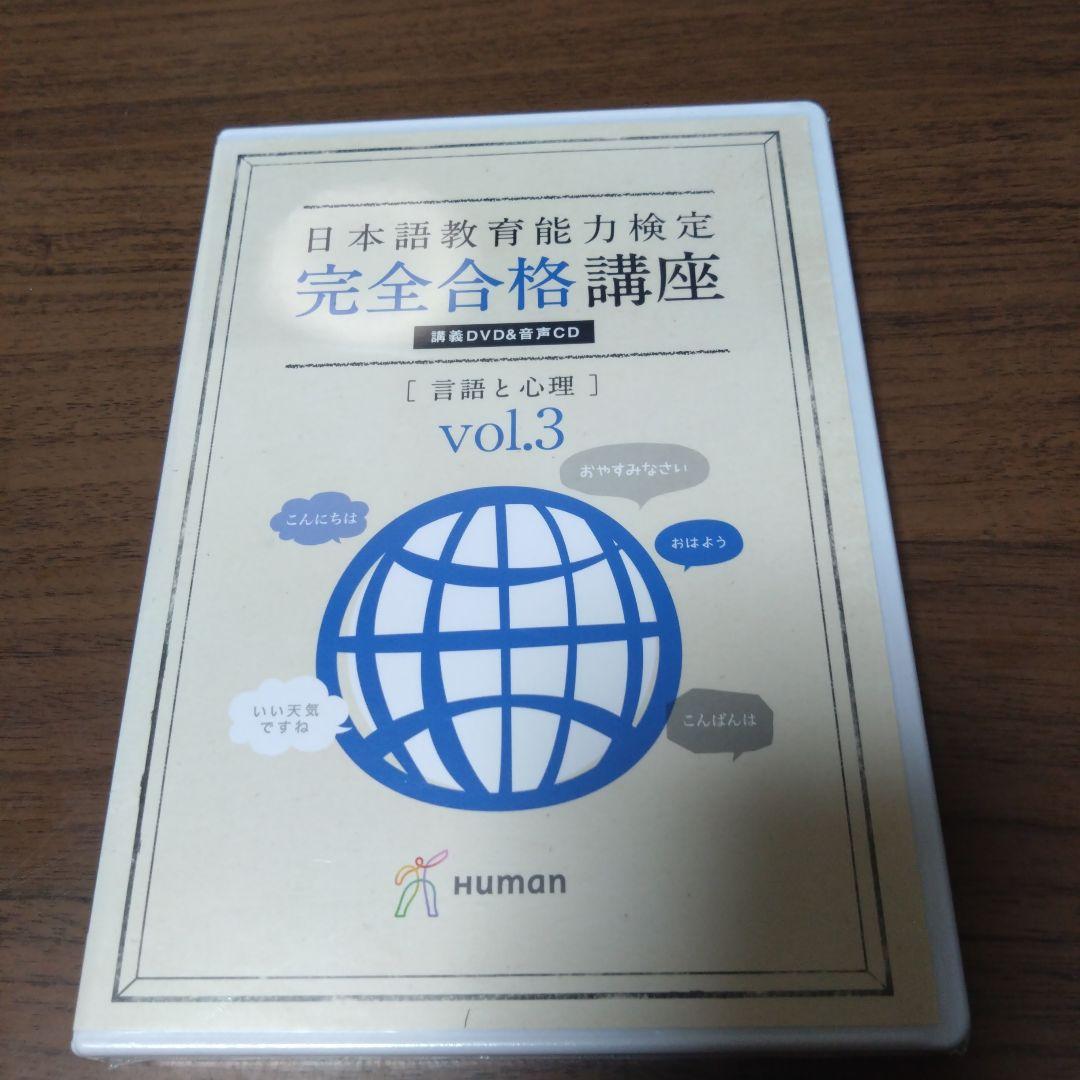 日本語教育能力検定
完全合格講座
講義DVD&音声CD
[言語と心理]
vol.3
おやすみなさい
こんにちは
おはよう
いい天気
ですね
こんばんは
Human